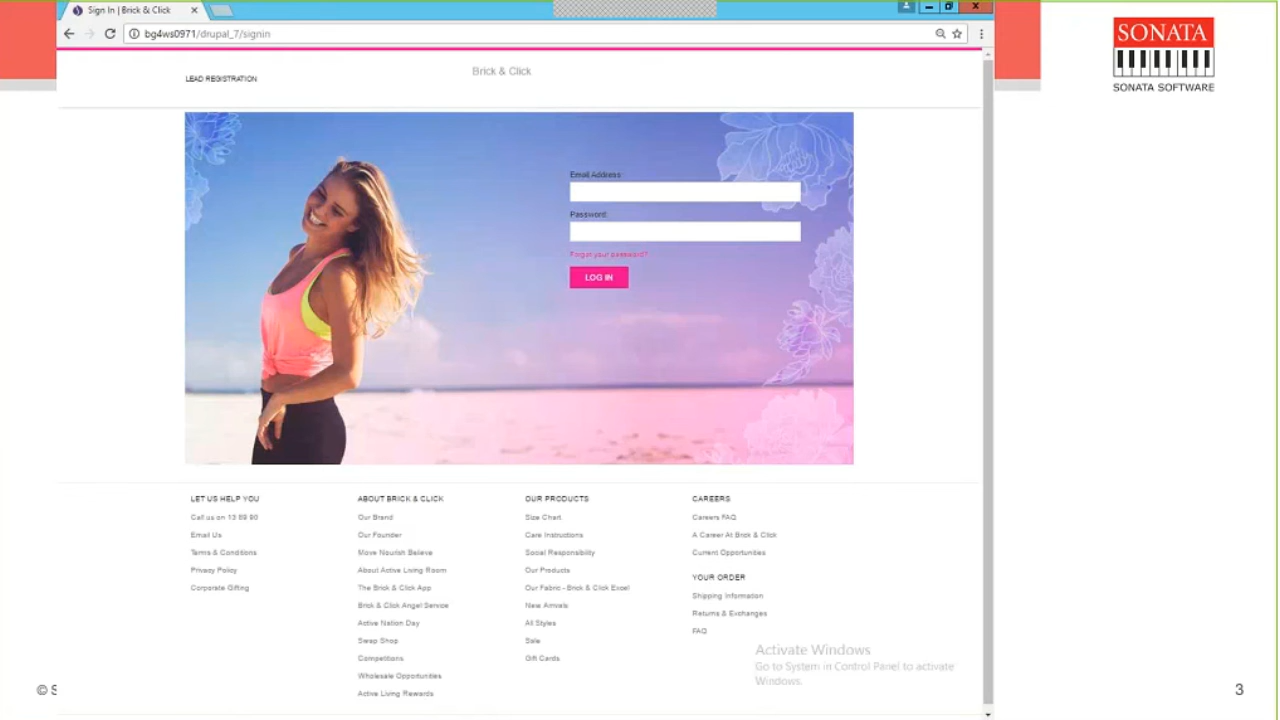 Sign In | Brick & Click
bg4ws0971/drupal_7/signin
SONATA
SONATA SOFTWARE
LEAD REGISTRATION
Brick & Click
Email Address
Password
Forgot your password?
LOG IN
LET US HELP YOU
Call us on 13 89 90
Email Us
Terms & Conditions
Privacy Policy
Corporate Gifting
ABOUT BRICK & CLICK
Our Brand
Our Founder
Move Nourish Believe
About Active Living Room
The Brick & Click App
Brick & Click Angel Service
Active Nation Day
Swap Shop
Competitions
Wholesale Opportunities
Active Living Rewards
OUR PRODUCTS
Size Chart
Care Instructions
Social Responsibility
Our Products
Our Fabric - Brick & Click Excel
New Arrivals
All Styles
Sale
Gift Cards
CAREERS
Careers FAQ
A Career At Brick & Click
Current Opportunities
YOUR ORDER
Shipping Information
Returns & Exchanges
FAQ
Activate Windows
Go to System in Control Panel to activate
Windows.
© S
3